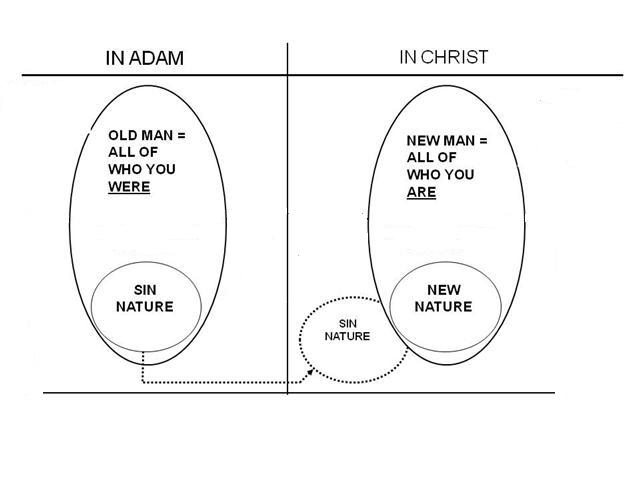 IN ADAM
IN CHRIST
OLD MAN =
ALL OF
WHO YOU
WERE
NEW MAN =
ALL OF
WHO YOU
ARE
SIN
NATURE
SIN
NATURE
NEW
NATURE